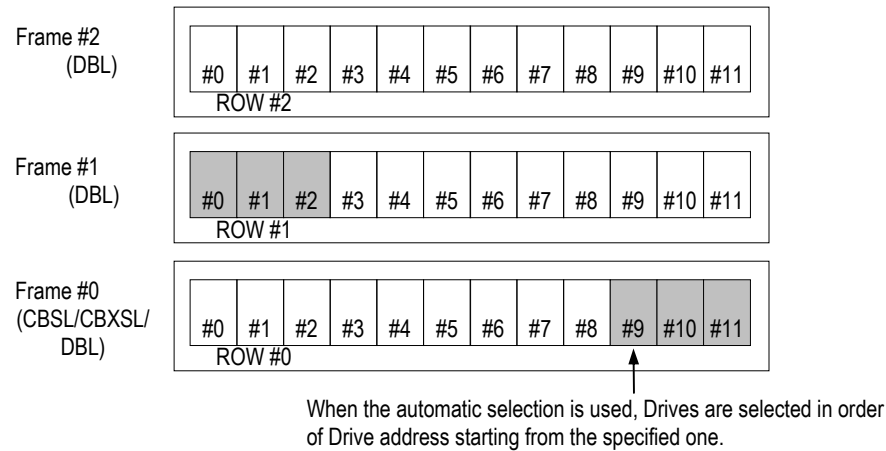 Frame #2
(DBL)
#0 #1 #2 #3 #4 #5 #6 #7 #8 #9 #10 #11
ROW #2
Frame #1
(DBL)
#0 #1 #2 #3 #4 #5 #6 #7 #8 #9 #10 #11
ROW #1
Frame #0
(CBSL/CBXSL/
DBL)
#0 #1 #2 #3 #4 #5 #6 #7 #8 #9 #10 #11
ROW #0
When the automatic selection is used, Drives are selected in order
of Drive address starting from the specified one.